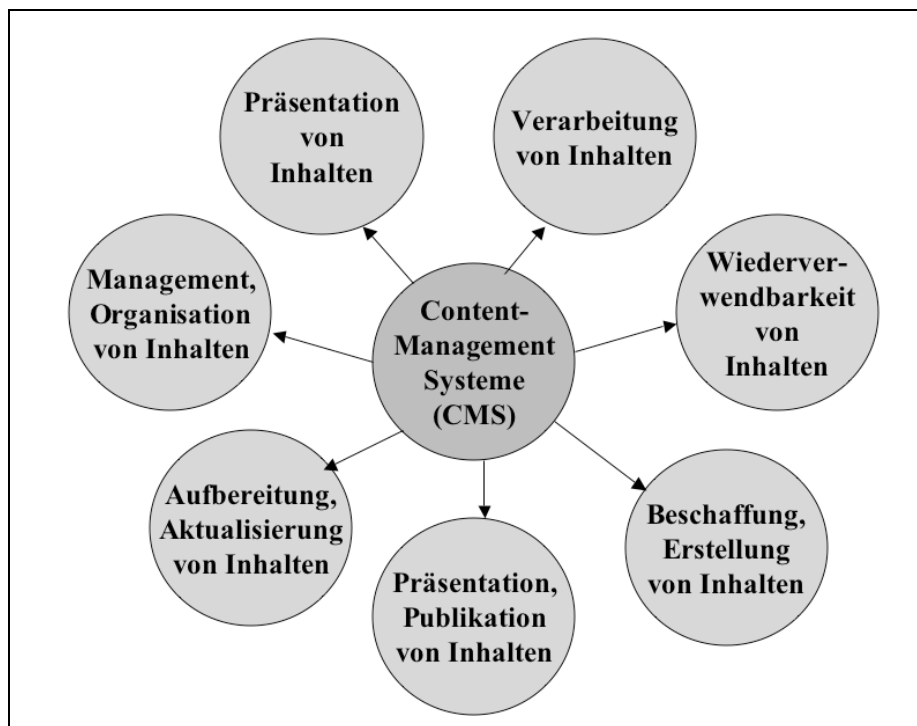 Präsentation
von
Inhalten
Verarbeitung
von Inhalten
Management,
Organisation
von Inhalten
Content-
Management
Systeme
(CMS)
Wiederver-
wendbarkeit
von
Inhalten
Aufbereitung,
Aktualisierung
von Inhalten
Präsentation,
Publikation
von Inhalten
Beschaffung,
Erstellung
von Inhalten